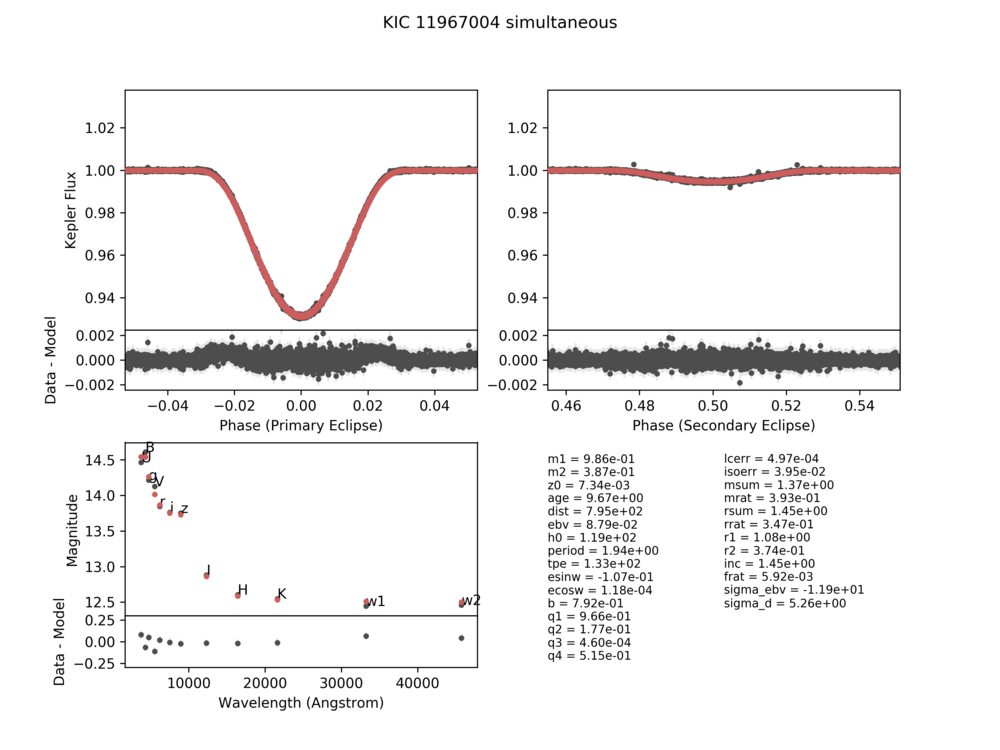 KIC 11967004 simultaneous
1.02
1.00
0.98
0.96
0.94
Kepler Flux
0.002
0.000
−0.002
Data - Model
−0.04 −0.02 0.00 0.02 0.04
Phase (Primary Eclipse)
1.02
1.00
0.98
0.96
0.94
0.002
0.000
−0.002
0.46 0.48 0.50 0.52 0.54
Phase (Secondary Eclipse)
14.5
14.0
13.5
13.0
12.5
Magnitude
B
g
V
r i z
J
H
K
w1
w2
0.25
0.00
−0.25
Data - Model
10000 20000 30000 40000
Wavelength (Angstrom)
m1 = 9.86e-01
m2 = 3.87e-01
z0 = 7.34e-03
age = 9.67e+00
dist = 7.95e+02
ebv = 8.79e-02
h0 = 1.19e+02
period = 1.94e+00
tpe = 1.33e+02
esinw = -1.07e-01
ecosw = 1.18e-04
b = 7.92e-01
q1 = 9.66e-01
q2 = 1.77e-01
q3 = 4.60e-04
q4 = 5.15e-01
lcerr = 4.97e-04
isoerr = 3.95e-02
msum = 1.37e+00
mrat = 3.93e-01
rsum = 1.45e+00
rrat = 3.47e-01
r1 = 1.08e+00
r2 = 3.74e-01
inc = 1.45e+00
frat = 5.92e-03
sigma_ebv = -1.19e+01
sigma_d = 5.26e+00